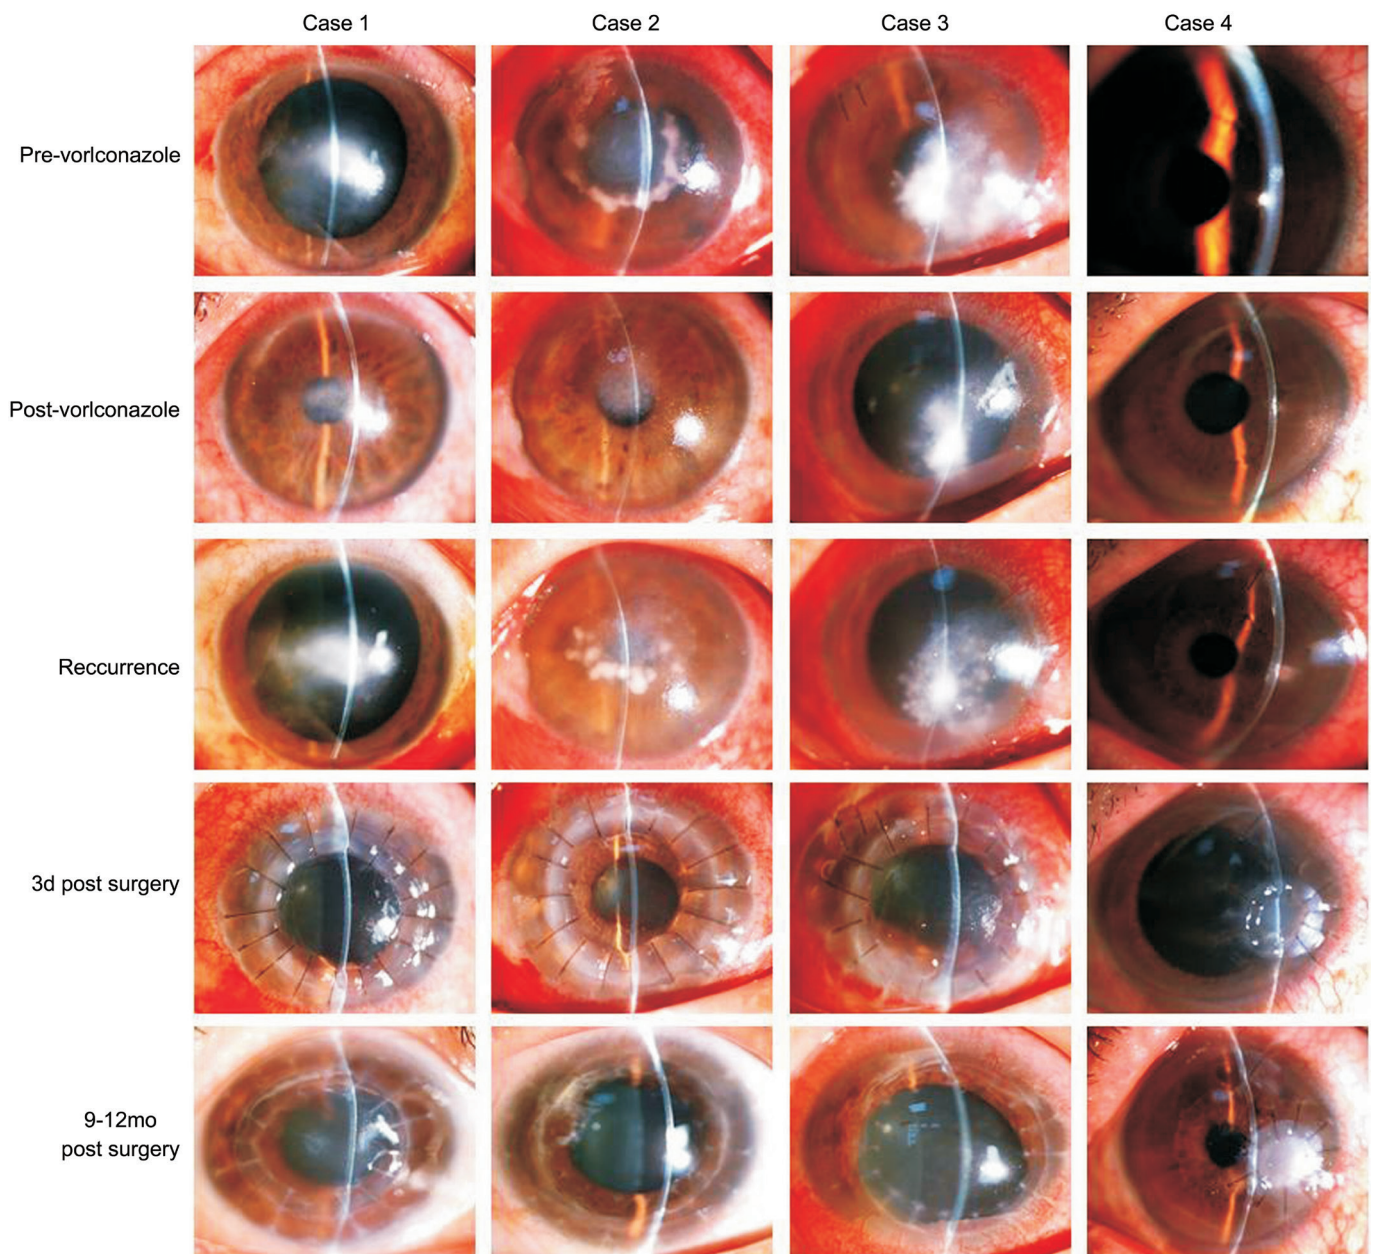 Case 1 Case 2 Case 3 Case 4
Pre-vorlconazole
Post-vorlconazole
Reccurrence
3d post surgery
9-12mo
post surgery